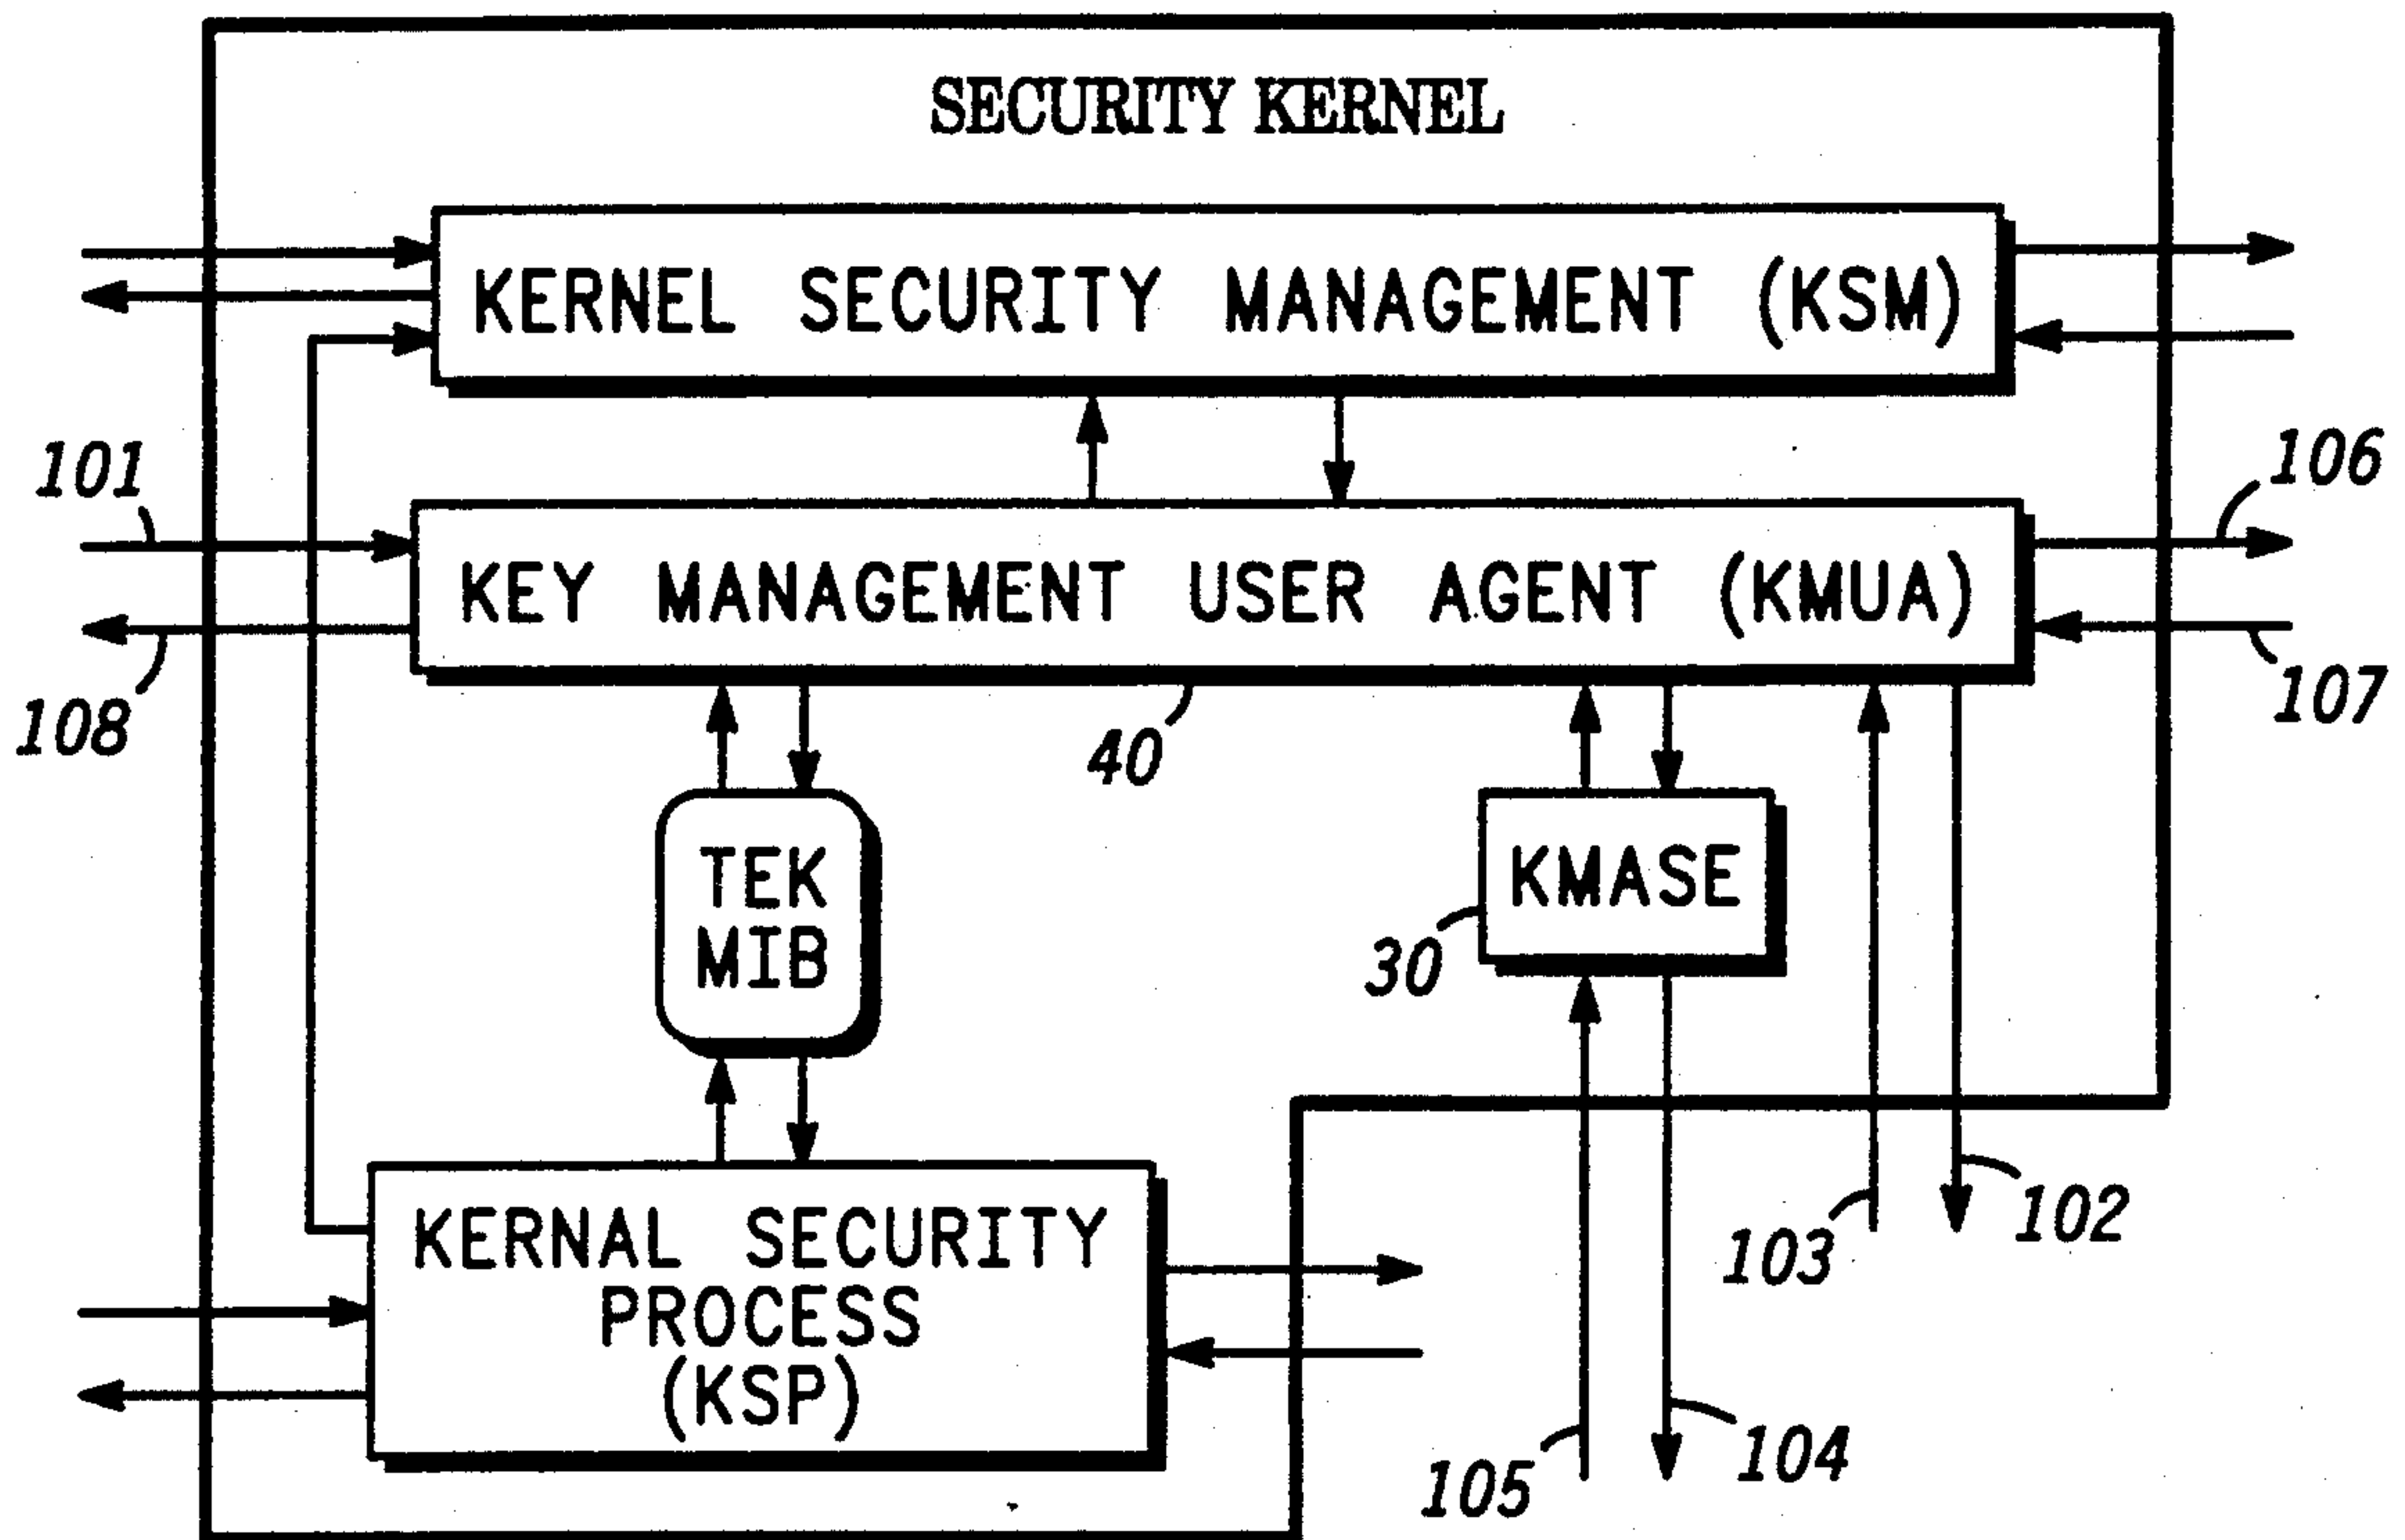 SECURITY KERNEL
KERNEL SECURITY MANAGEMENT (KSM)
101
106
KEY MANAGEMENT USER AGENT (KMUA)
108
107
40
TEK
MIB
KMASE
30
KERNAL SECURITY
PROCESS
(KSP)
103
102
105
104